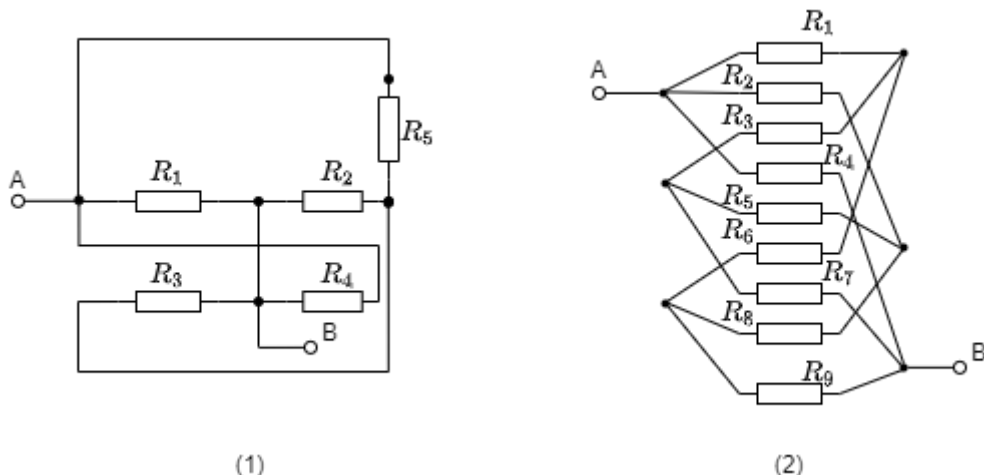 R₅
A
R₁
R₂
R₃
R₄
B
(1)
R₁
A
R₂
R₃
R₄
R₅
R₆
R₇
R₈
B
R₉
(2)